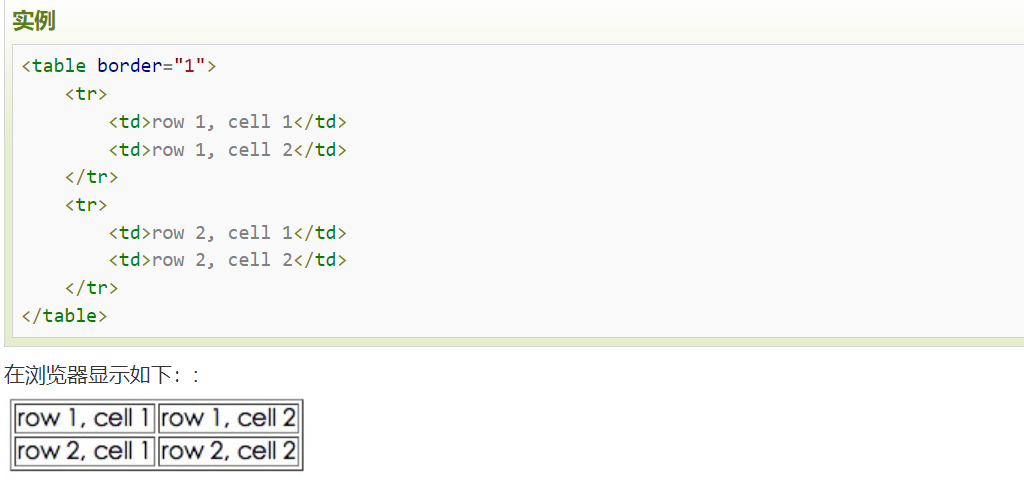 实例
<table border="1">
    <tr>
        <td>row 1, cell 1</td>
        <td>row 1, cell 2</td>
    </tr>
    <tr>
        <td>row 2, cell 1</td>
        <td>row 2, cell 2</td>
    </tr>
</table>
在浏览器显示如下：:
row 1, cell 1 row 1, cell 2
row 2, cell 1 row 2, cell 2